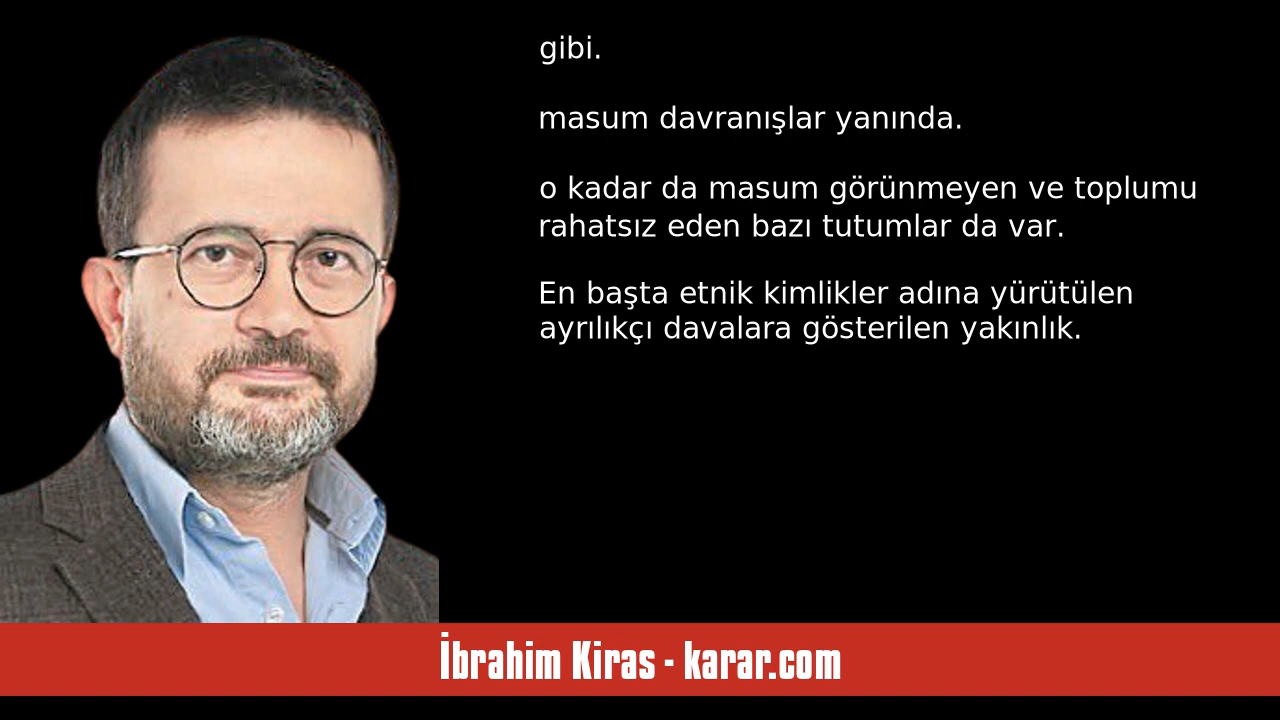 gibi.
masum davranışlar yanında.
o kadar da masum görünmeyen ve toplumu
rahatsız eden bazı tutumlar da var.
En başta etnik kimlikler adına yürütülen
ayrılıkçı davalara gösterilen yakınlık.
İbrahim Kiras - karar.com